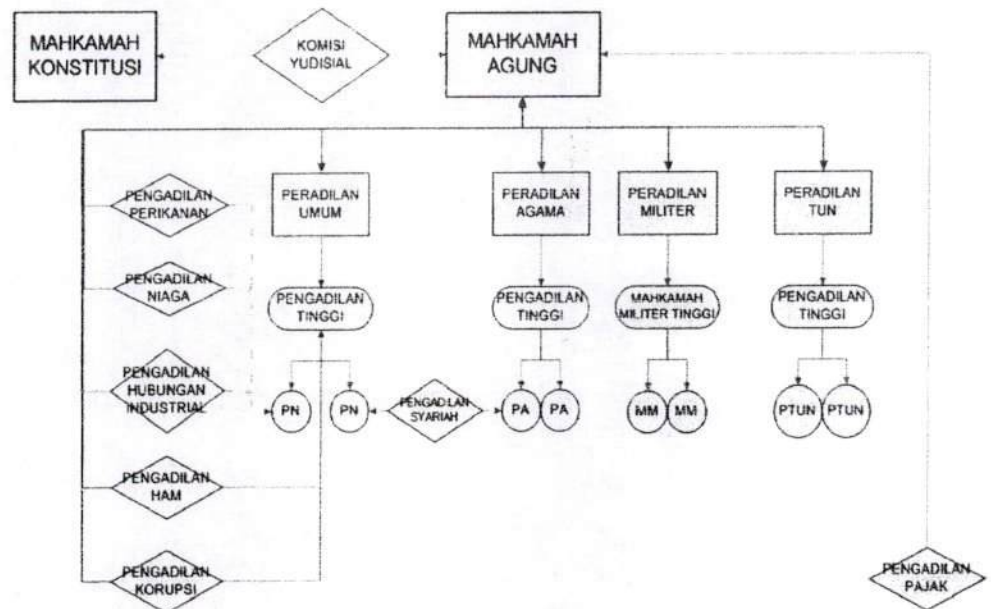 MAHKAMAH
KONSTITUSI
KOMISI
YUDISIAL
MAHKAMAH
AGUNG
PENGADILAN
PERIKANAN
PERADILAN
UMUM
PERADILAN
AGAMA
PERADILAN
MILITER
PERADILAN
TUN
PENGADILAN
NIAGA
PENGADILAN
TINGGI
PENGADILAN
TINGGI
MAHKAMAH
MILITER TINGGI
PENGADILAN
TINGGI
PENGADILAN
HUBUNGAN
INDUSTRIAL
PN
PN
PENGADILAN
SYARIAH
PA
PA
MM
MM
PTUN
PTUN
PENGADILAN
HAM
PENGADILAN
KORUPSI
PENGADILAN
PAJAK